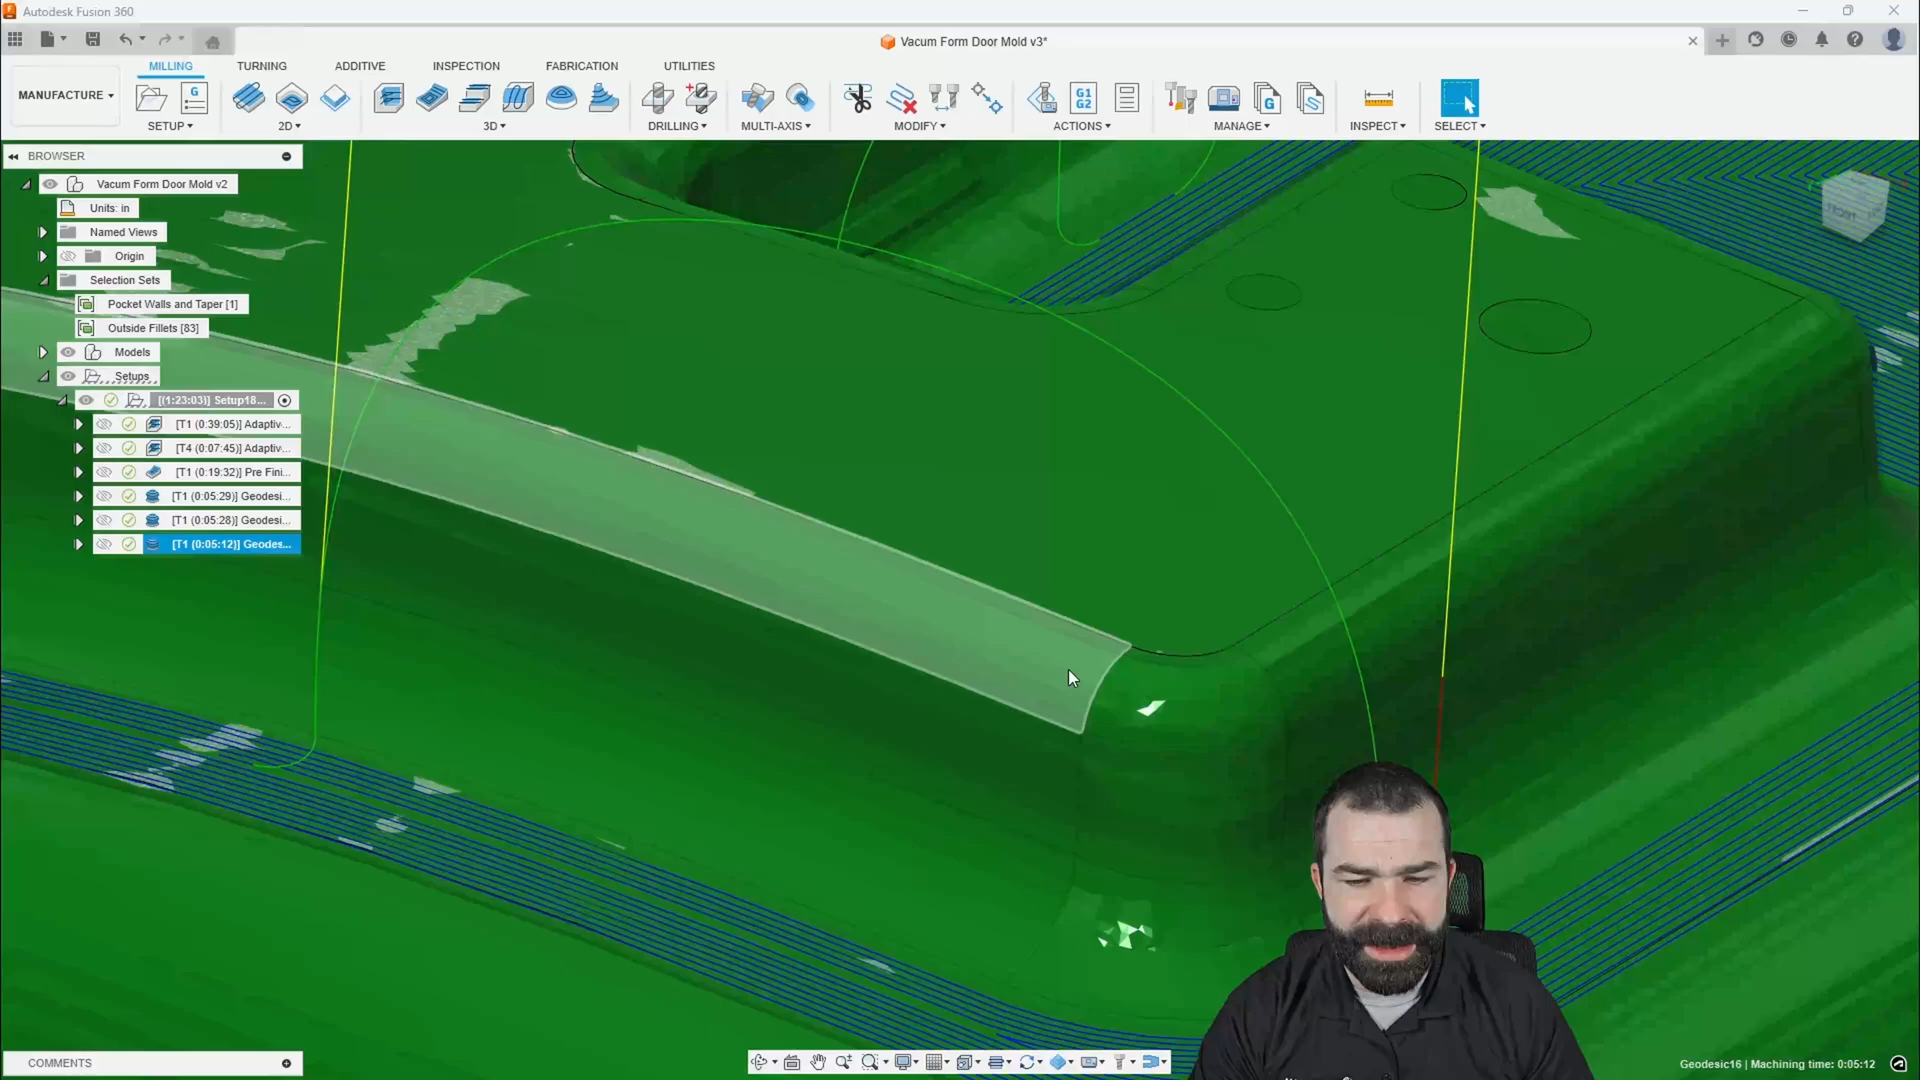 Autodesk Fusion 360
Vacum Form Door Mold v3*
MILLING TURNING ADDITIVE INSPECTION FABRICATION UTILITIES
MANUFACTURE
SETUP 2D 3D DRILLING MULTI-AXIS MODIFY ACTIONS MANAGE INSPECT SELECT
G
G1
G2
G
BROWSER
Vacum Form Door Mold v2
Units: in
Named Views
Origin
Selection Sets
Pocket Walls and Taper [1]
Outside Fillets [83]
Models
Setups
[(1:23:03)] Setup18...
[T1 (0:39:05)] Adaptiv...
[T4 (0:07:45)] Adaptiv...
[T1 (0:19:32)] Pre Fini...
[T1 (0:05:29)] Geodesi...
[T1 (0:05:28)] Geodesi...
[T1 (0:05:12)] Geodes...
COMMENTS
Geodesic16 | Machining time: 0:05:12